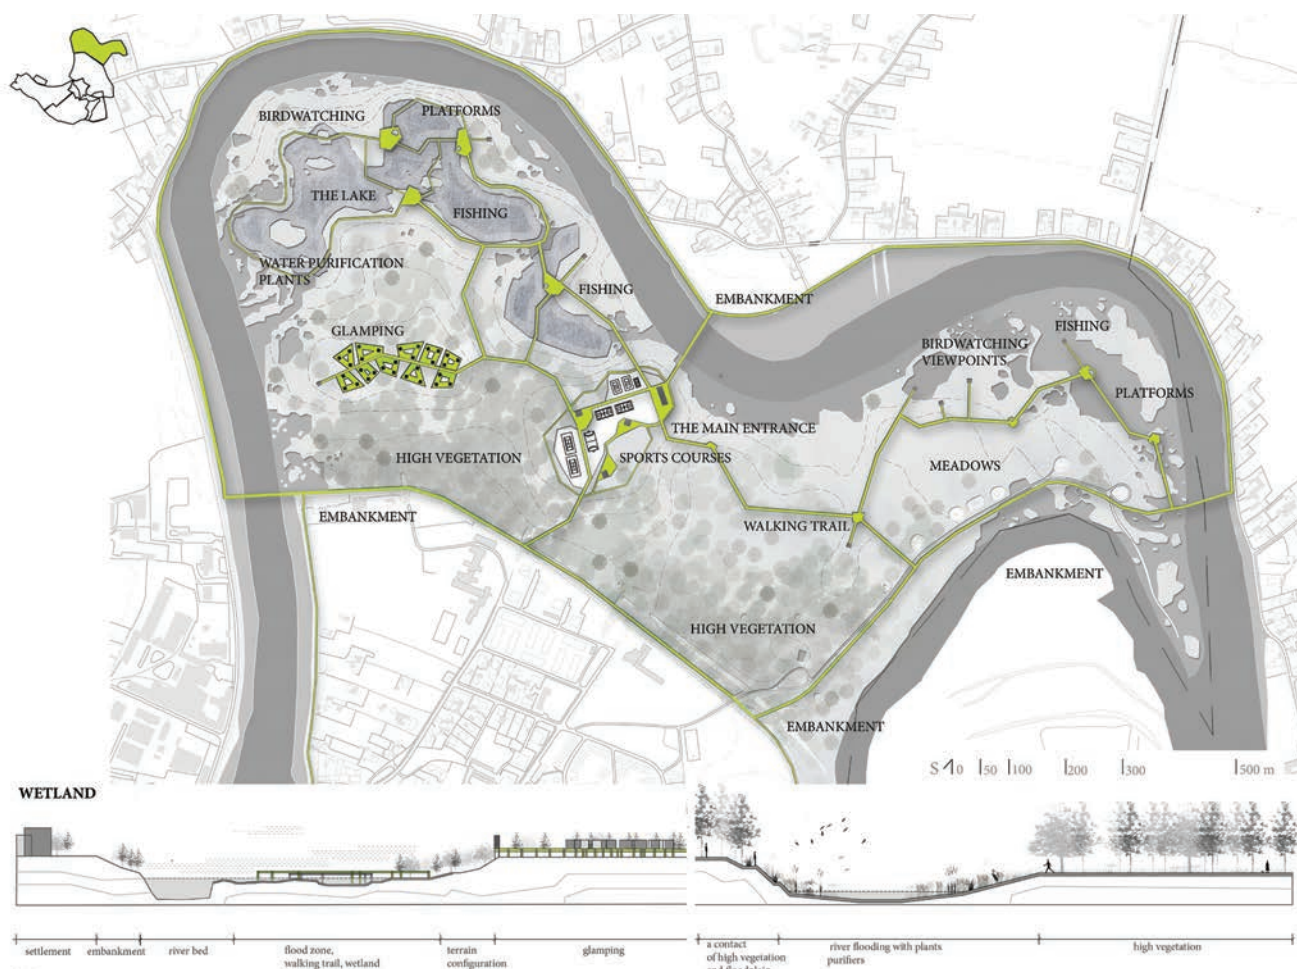 BIRDWATCHING
PLATFORMS
THE LAKE
FISHING
WATER PURIFICATION
PLANTS
FISHING
EMBANKMENT
GLAMPING
FISHING
BIRDWATCHING
VIEWPOINTS
PLATFORMS
THE MAIN ENTRANCE
HIGH VEGETATION
SPORTS COURSES
MEADOWS
EMBANKMENT
WALKING TRAIL
EMBANKMENT
HIGH VEGETATION
EMBANKMENT
S 0 50 100 200 300 500 m
WETLAND
settlement
embankment
river bed
flood zone,
walking trail, wetland
terrain
configuration
glamping
a contact
of high vegetation
river flooding with plants
purifiers
high vegetation